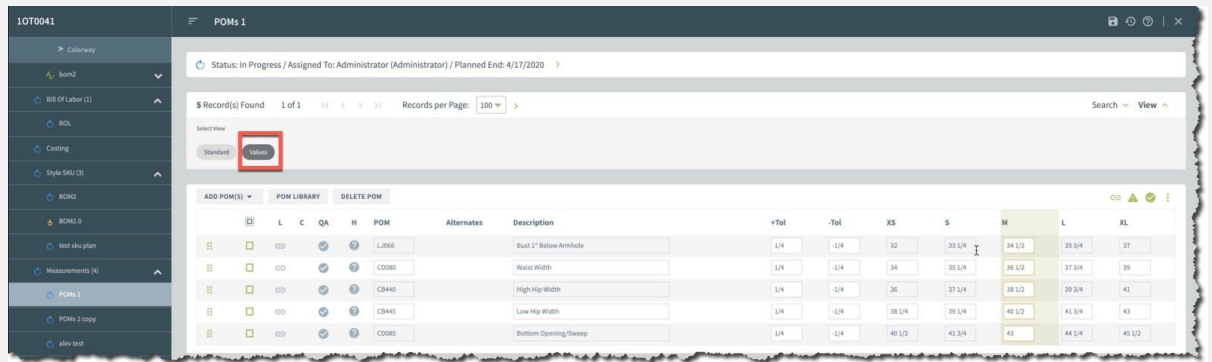 1OT0041
POMs 1
Colorway
bom2
Bill Of Labor (1)
BOL
Costing
Style SKU (3)
BOM2
BOM2.0
test sku plan
Measurements (4)
POMs 1
POMs 2 copy
alev test
Status: In Progress / Assigned To: Administrator (Administrator) / Planned End: 4/17/2020
5 Record(s) Found 1 of 1 Records per Page: 100 Search View
Select View
Standard Values
ADD POM(S) POM LIBRARY DELETE POM
L C QA H POM Alternates Description +Tol -Tol XS S M L XL
LJ066 Bust 1" Below Armhole 1/4 -1/4 32 33 1/4 34 1/2 35 3/4 37
CD080 Waist Width 1/4 -1/4 34 35 1/4 36 1/2 37 3/4 39
CB440 High Hip Width 1/4 -1/4 36 37 1/4 38 1/2 39 3/4 41
CB445 Low Hip Width 1/4 -1/4 38 1/4 39 1/4 40 1/2 41 3/4 43
CD085 Bottom Opening/Sweep 1/4 -1/4 40 1/2 41 3/4 43 44 1/4 45 1/2